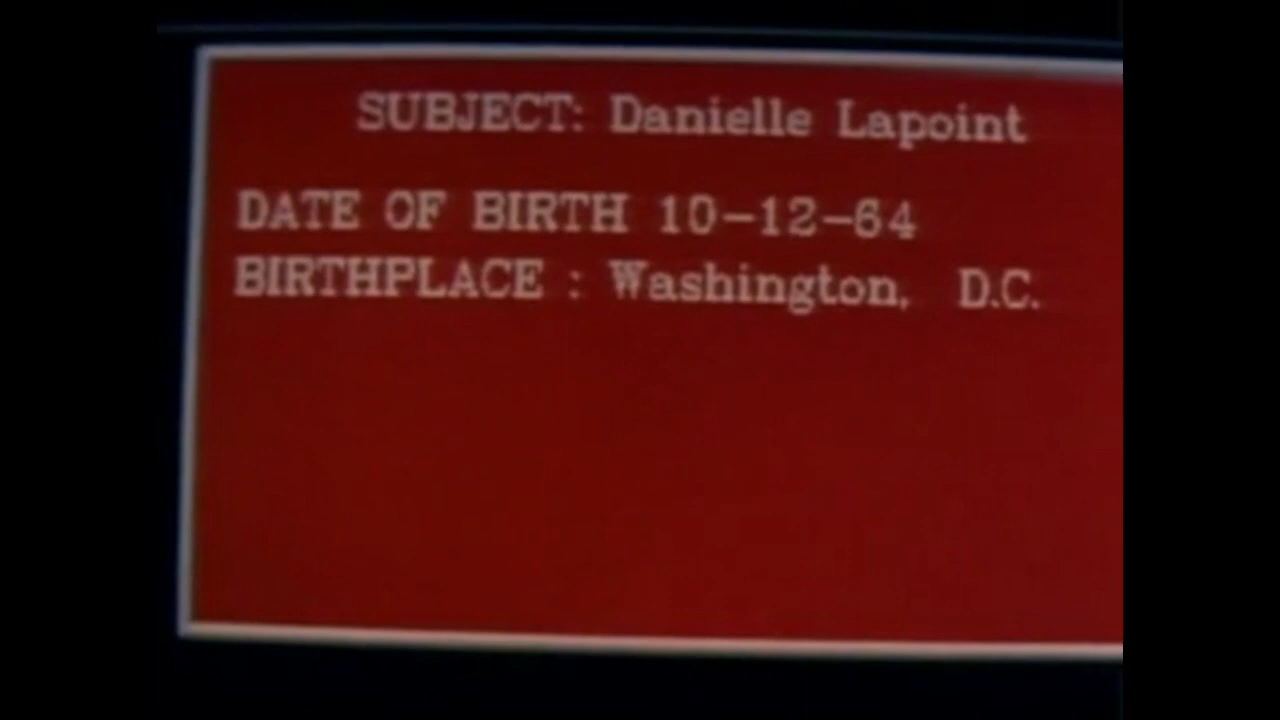 SUBJECT: Danielle Lapoint
DATE OF BIRTH 10-12-64
BIRTHPLACE : Washington, D.C.